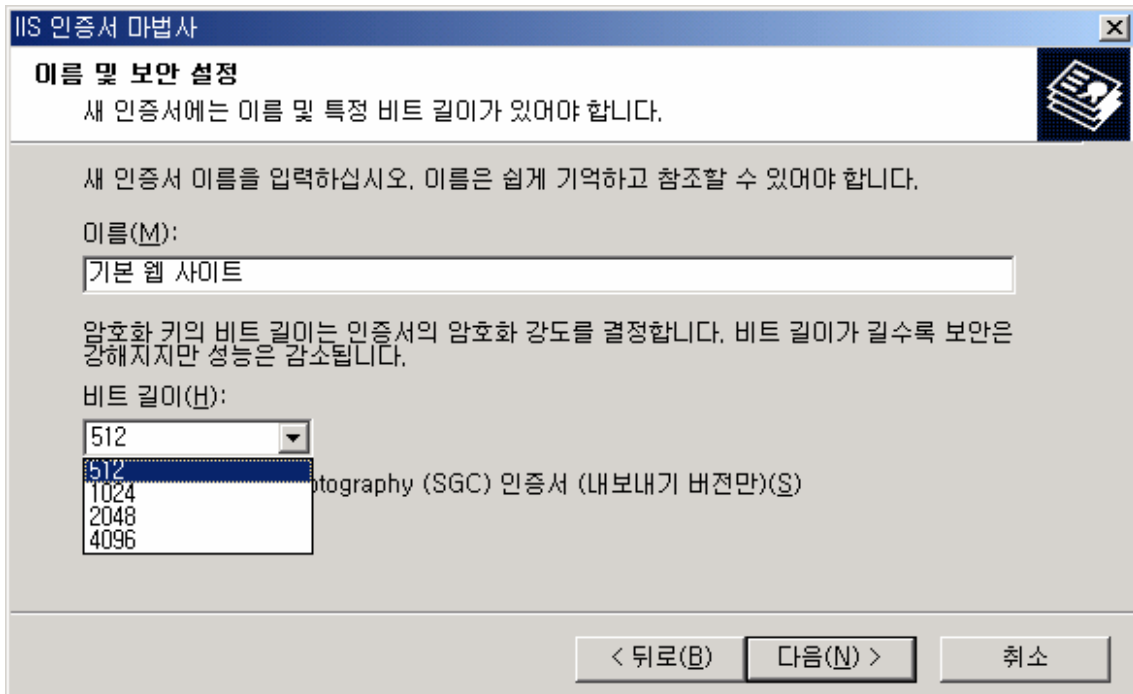 IIS 인증서 마법사
이름 및 보안 설정
새 인증서에는 이름 및 특정 비트 길이가 있어야 합니다.
새 인증서 이름을 입력하십시오. 이름은 쉽게 기억하고 참조할 수 있어야 합니다.
이름(M):
기본 웹 사이트
암호화 키의 비트 길이는 인증서의 암호화 강도를 결정합니다. 비트 길이가 길수록 보안은
강해지지만 성능은 감소됩니다.
비트 길이(H):
512
512
1024
2048
4096
(SGC) 인증서 (내보내기 버전만)(S)
< 뒤로(B)
다음(N) >
취소